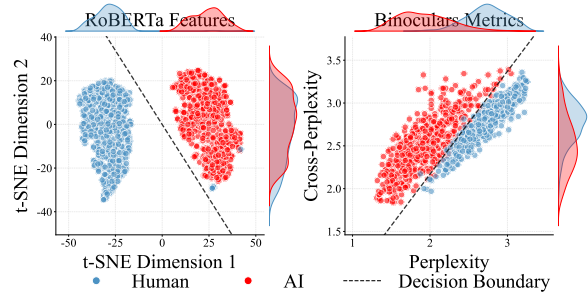 RoBERTa Features
t-SNE Dimension 2
40
20
0
-20
-40
-50
-25
0
25
50
t-SNE Dimension 1
Binoculars Metrics
Cross-Perplexity
3.5
3.0
2.5
2.0
1.5
1
2
3
Perplexity
Human
AI
Decision Boundary